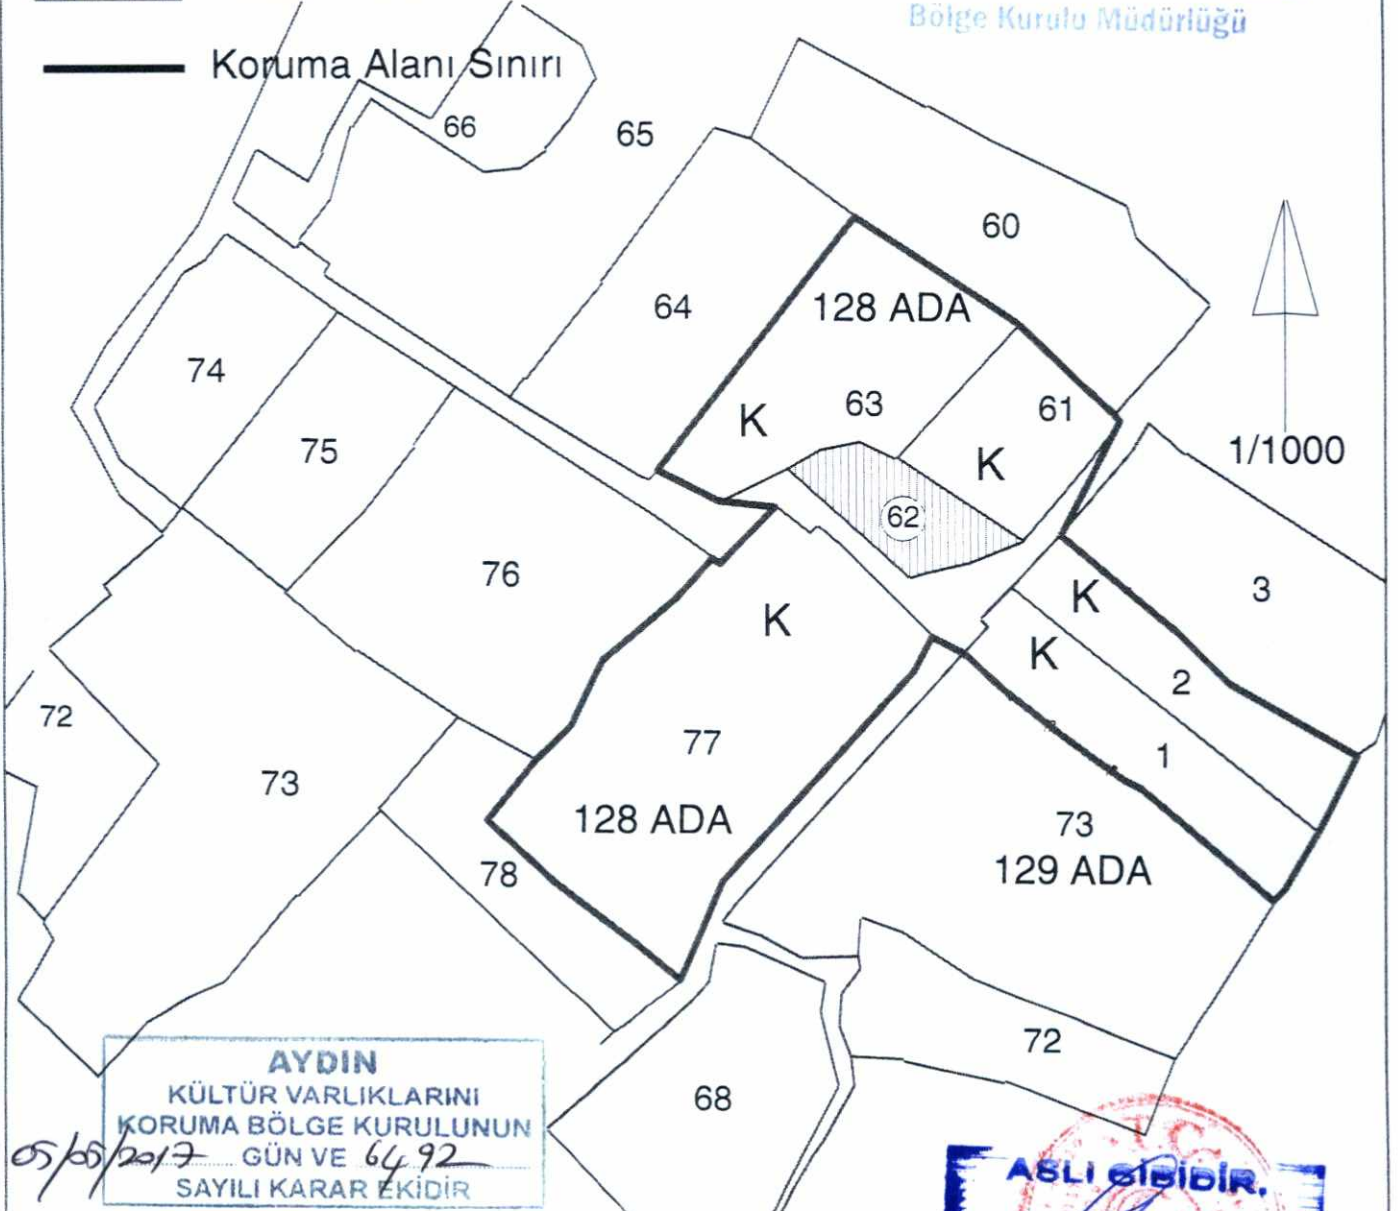 Bölge Kurulu Müdürlüğü
Koruma Alanı Sınırı
66
65
60
64
128 ADA
74
63
61
K
75
K
1/1000
62
76
3
K
K
K
2
72
77
1
73
128 ADA
73
129 ADA
78
72
68
AYDIN
KÜLTÜR VARLIKLARINI
KORUMA BÖLGE KURULUNUN
05/05/2017 GÜN VE 6492
SAYILI KARAR EKİDİR
T.C.
ASLI GİBİDİR.